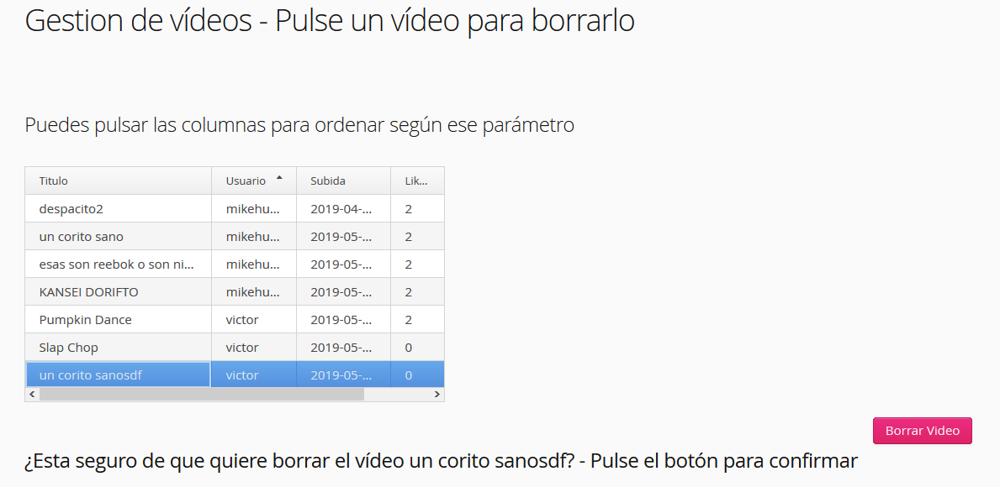 Gestion de vídeos - Pulse un vídeo para borrarlo
Puedes pulsar las columnas para ordenar según ese parámetro
Titulo Usuario Subida Lik...
despacito2 mikehu... 2019-04-... 2
un corito sano mikehu... 2019-05-... 2
esas son reebok o son ni... mikehu... 2019-05-... 2
KANSEI DORIFTO mikehu... 2019-05-... 2
Pumpkin Dance victor 2019-05-... 2
Slap Chop victor 2019-05-... 0
un corito sanosdf victor 2019-05-... 0
Borrar Video
¿Esta seguro de que quiere borrar el vídeo un corito sanosdf? - Pulse el botón para confirmar